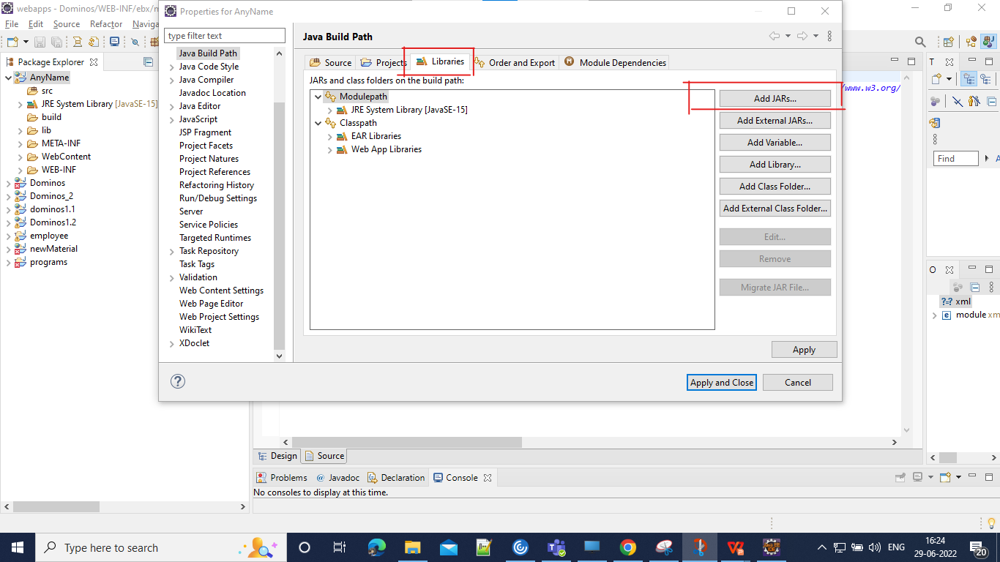 webapps - Dominos/WEB-INF/ebx/m
File Edit Source Refactor Naviga
Package Explorer
AnyName
src
JRE System Library [JavaSE-15]
build
lib
META-INF
WebContent
WEB-INF
Dominos
Dominos_2
dominos1.1
Dominos1.2
employee
newMaterial
programs
Properties for AnyName
type filter text
Java Build Path
Java Code Style
Java Compiler
Javadoc Location
Java Editor
JavaScript
JSP Fragment
Project Facets
Project Natures
Project References
Refactoring History
Run/Debug Settings
Server
Service Policies
Targeted Runtimes
Task Repository
Task Tags
Validation
Web Content Settings
Web Page Editor
Web Project Settings
WikiText
XDoclet
Java Build Path
Source Projects Libraries Order and Export Module Dependencies
JARs and class folders on the build path:
Modulepath
JRE System Library [JavaSE-15]
Classpath
EAR Libraries
Web App Libraries
Add JARs...
Add External JARs...
Add Variable...
Add Library...
Add Class Folder...
Add External Class Folder...
Edit...
Remove
Migrate JAR File...
Apply
Apply and Close Cancel
/www.w3.org/
T
Find A
O
?=? xml
e module xm
Design Source
Problems @ Javadoc Declaration Console
No consoles to display at this time.
Type here to search
ENG
16:24
29-06-2022
20